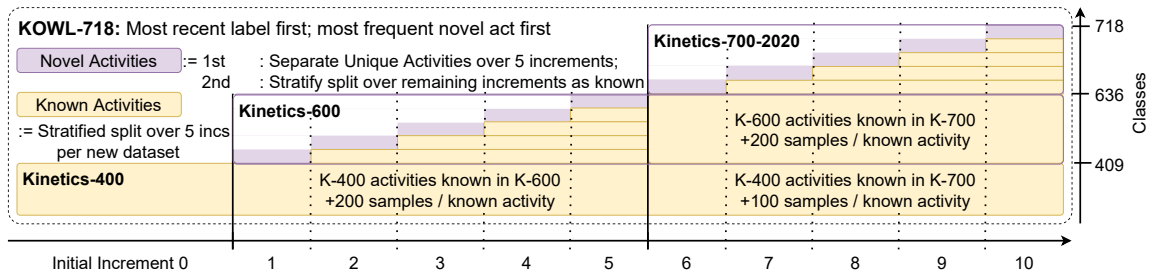 KOWL-718: Most recent label first; most frequent novel act first
Novel Activities := 1st : Separate Unique Activities over 5 increments;
2nd : Stratify split over remaining increments as known
Known Activities
:= Stratified split over 5 incs
per new dataset
Kinetics-400
Kinetics-600
K-400 activities known in K-600
+200 samples / known activity
Kinetics-700-2020
K-600 activities known in K-700
+200 samples / known activity
K-400 activities known in K-700
+100 samples / known activity
718
636
409
Classes
Initial Increment 0 1 2 3 4 5 6 7 8 9 10